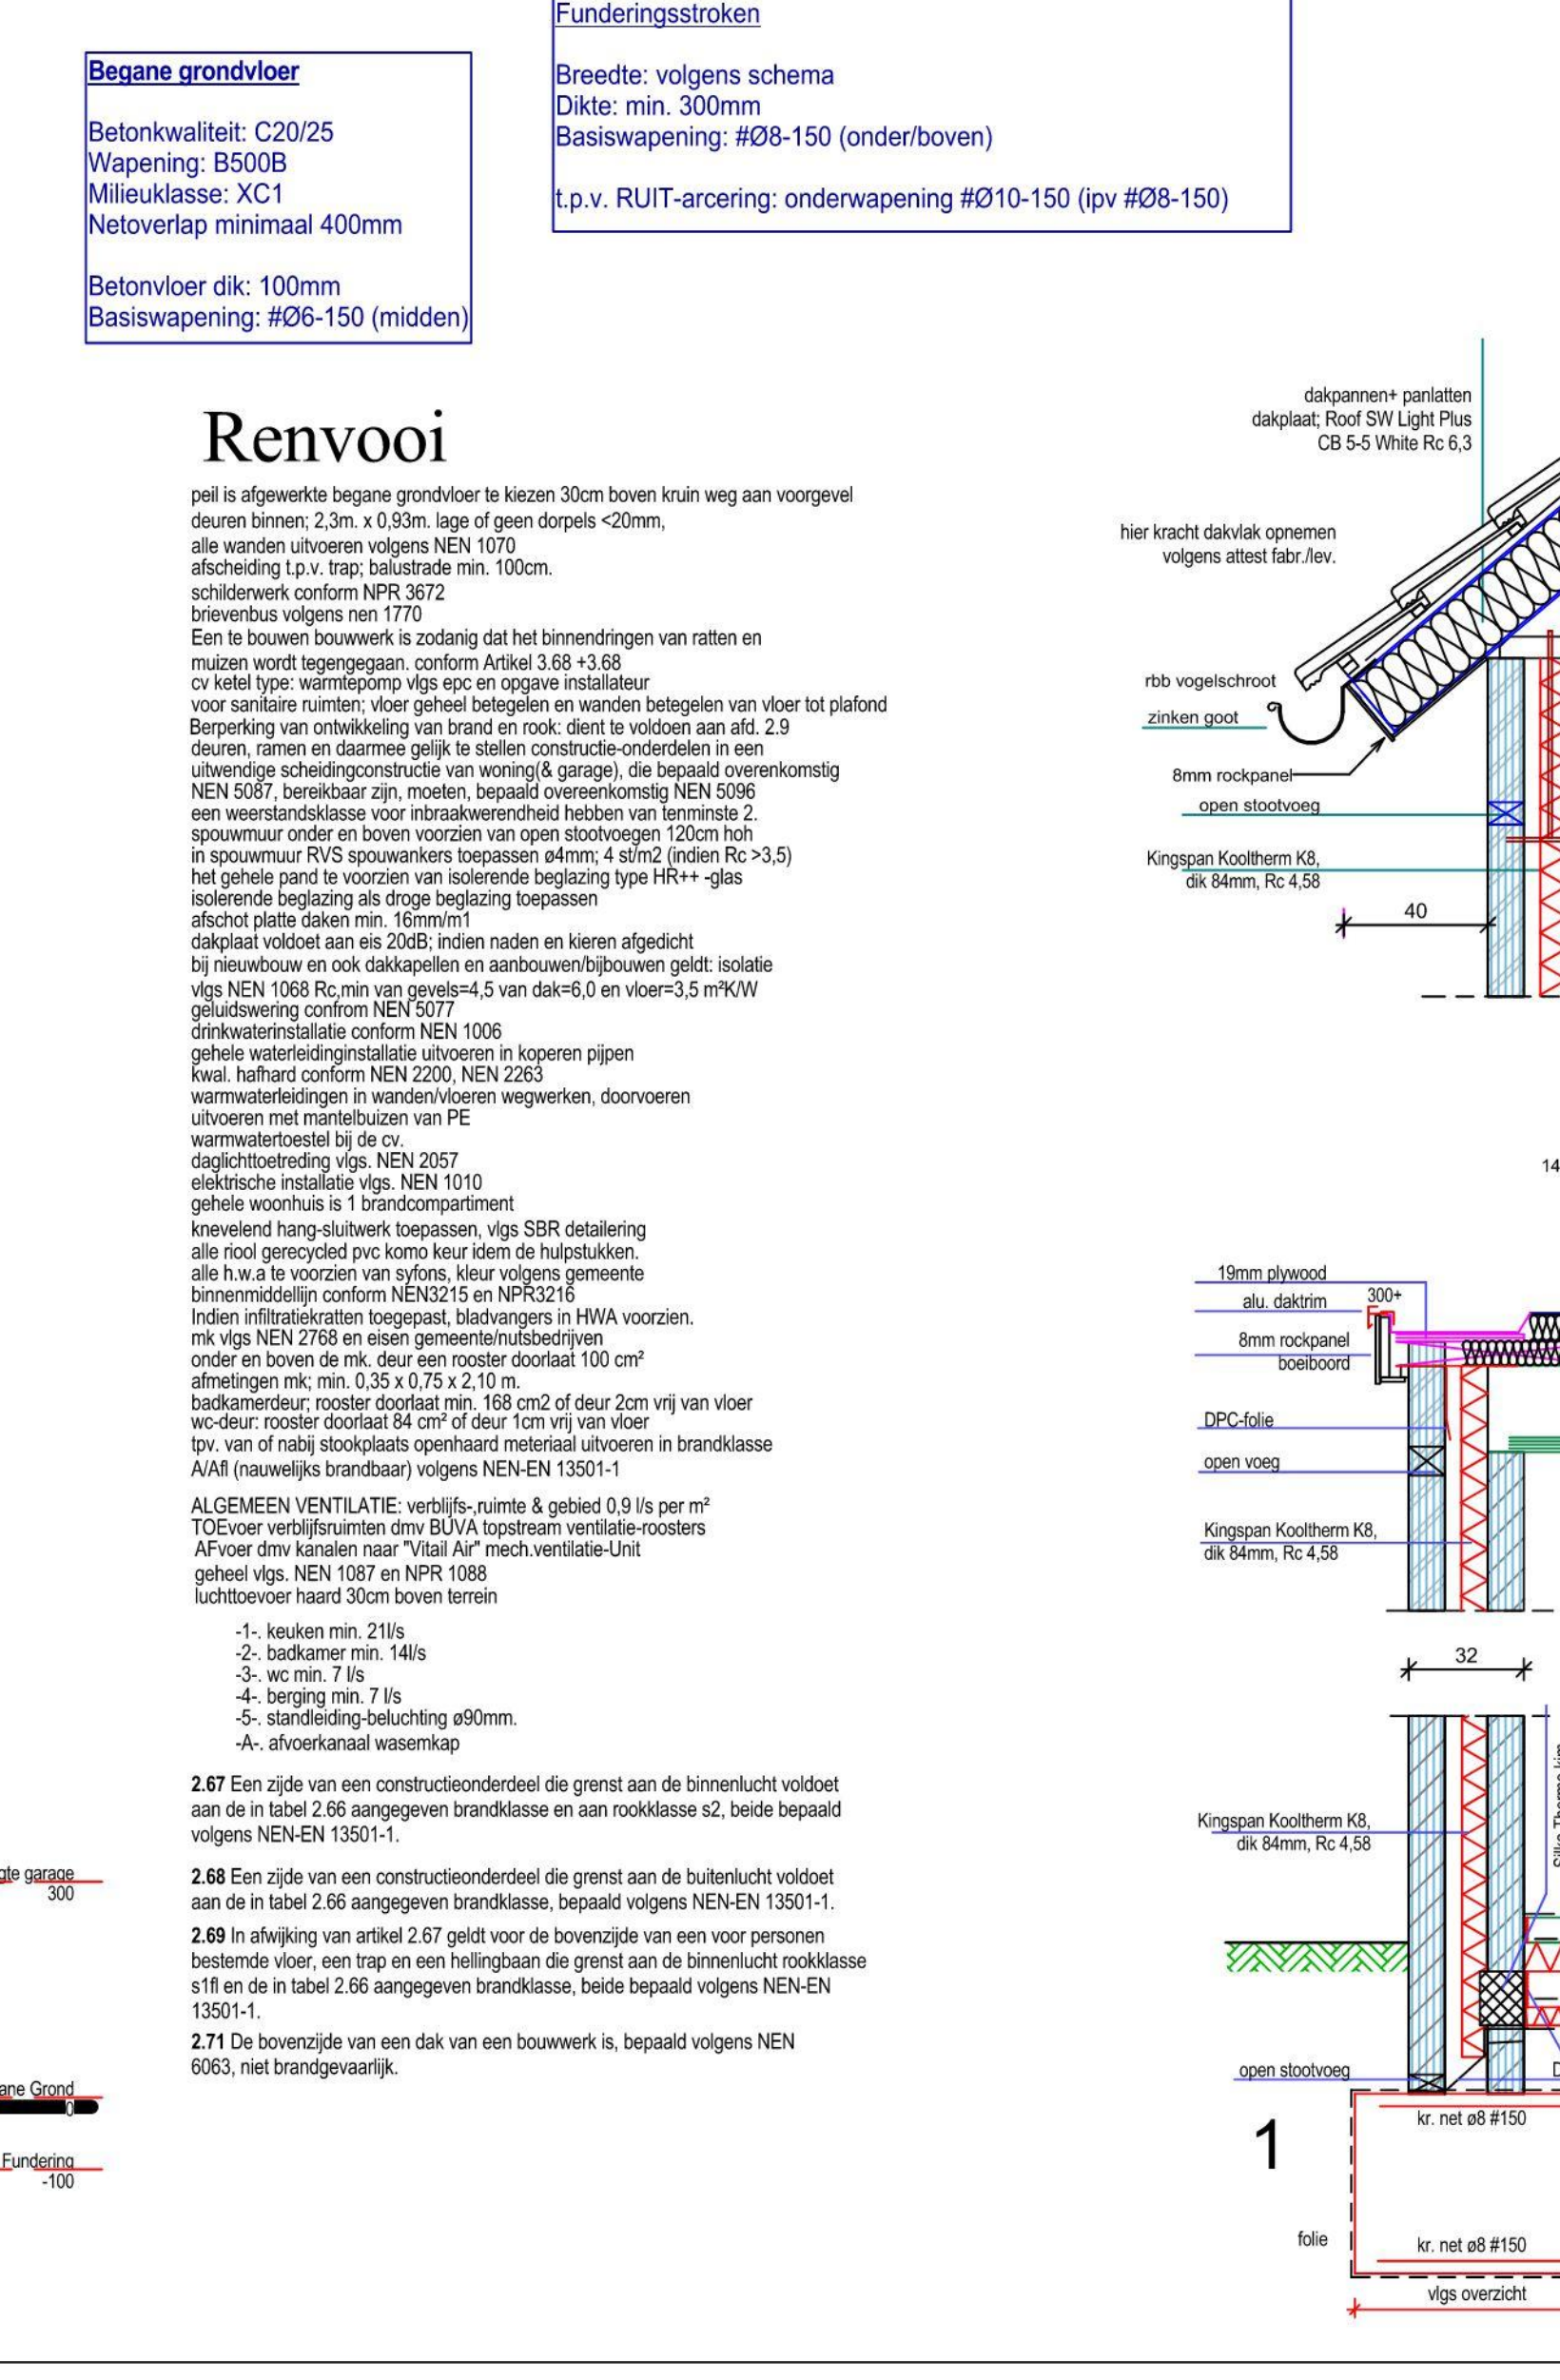 Funderingsstroken
Breedte: volgens schema
Dikte: min. 300mm
Basiswapening: #Ø8-150 (onder/boven)
t.p.v. RUIT-arcering: onderwapening #Ø10-150 (ipv #Ø8-150)
Begane grondvloer
Betonkwaliteit: C20/25
Wapening: B500B
Milieuklasse: XC1
Netoverlap minimaal 400mm
Betonvloer dik: 100mm
Basiswapening: #Ø6-150 (midden)
Renvooi
peil is afgewerkte begane grondvloer te kiezen 30cm boven kruin weg aan voorgevel
deuren binnen; 2,3m. x 0,93m. lage of geen dorpels <20mm,
alle wanden uitvoeren volgens NEN 1070
afscheiding t.p.v. trap; balustrade min. 100cm.
schilderwerk conform NPR 3672
brievenbus volgens nen 1770
Een te bouwen bouwwerk is zodanig dat het binnendringen van ratten en
muizen wordt tegengegaan. conform Artikel 3.68 +3.68
cv ketel type: warmtepomp vlgs epc en opgave installateur
voor sanitaire ruimten; vloer geheel betegelen en wanden betegelen van vloer tot plafond
Berperking van ontwikkeling van brand en rook: dient te voldoen aan afd. 2.9
deuren, ramen en daarmee gelijk te stellen constructie-onderdelen in een
uitwendige scheidingconstructie van woning(& garage), die bepaald overenkomstig
NEN 5087, bereikbaar zijn, moeten, bepaald overeenkomstig NEN 5096
een weerstandsklasse voor inbraakwerendheid hebben van tenminste 2.
spouwmuur onder en boven voorzien van open stootvoegen 120cm hoh
in spouwmuur RVS spouwankers toepassen ø4mm; 4 st/m2 (indien Rc >3,5)
het gehele pand te voorzien van isolerende beglazing type HR++ -glas
isolerende beglazing als droge beglazing toepassen
afschot platte daken min. 16mm/m1
dakplaat voldoet aan eis 20dB; indien naden en kieren afgedicht
bij nieuwbouw en ook dakkapellen en aanbouwen/bijbouwen geldt: isolatie
vlgs NEN 1068 Rc,min van gevels=4,5 van dak=6,0 en vloer=3,5 m²K/W
geluidswering confrom NEN 5077
drinkwaterinstallatie conform NEN 1006
gehele waterleidinginstallatie uitvoeren in koperen pijpen
kwal. hafhard conform NEN 2200, NEN 2263
warmwaterleidingen in wanden/vloeren wegwerken, doorvoeren
uitvoeren met mantelbuizen van PE
warmwatertoestel bij de cv.
daglichttoetreding vlgs. NEN 2057
elektrische installatie vlgs. NEN 1010
gehele woonhuis is 1 brandcompartiment
knevelend hang-sluitwerk toepassen, vlgs SBR detailering
alle riool gerecycled pvc komo keur idem de hulpstukken.
alle h.w.a te voorzien van syfons, kleur volgens gemeente
binnenmiddellijn conform NEN3215 en NPR3216
Indien infiltratiekratten toegepast, bladvangers in HWA voorzien.
mk vlgs NEN 2768 en eisen gemeente/nutsbedrijven
onder en boven de mk. deur een rooster doorlaat 100 cm²
afmetingen mk; min. 0,35 x 0,75 x 2,10 m.
badkamerdeur; rooster doorlaat min. 168 cm2 of deur 2cm vrij van vloer
wc-deur: rooster doorlaat 84 cm² of deur 1cm vrij van vloer
tpv. van of nabij stookplaats openhaard meteriaal uitvoeren in brandklasse
A/Afl (nauwelijks brandbaar) volgens NEN-EN 13501-1
ALGEMEEN VENTILATIE: verblijfs-,ruimte & gebied 0,9 l/s per m²
TOEvoer verblijfsruimten dmv BUVA topstream ventilatie-roosters
AFvoer dmv kanalen naar "Vitail Air" mech.ventilatie-Unit
geheel vlgs. NEN 1087 en NPR 1088
luchttoevoer haard 30cm boven terrein
-1-. keuken min. 21l/s
-2-. badkamer min. 14l/s
-3-. wc min. 7 l/s
-4-. berging min. 7 l/s
-5-. standleiding-beluchting ø90mm.
-A-. afvoerkanaal wasemkap
2.67 Een zijde van een constructieonderdeel die grenst aan de binnenlucht voldoet
aan de in tabel 2.66 aangegeven brandklasse en aan rookklasse s2, beide bepaald
volgens NEN-EN 13501-1.
2.68 Een zijde van een constructieonderdeel die grenst aan de buitenlucht voldoet
aan de in tabel 2.66 aangegeven brandklasse, bepaald volgens NEN-EN 13501-1.
2.69 In afwijking van artikel 2.67 geldt voor de bovenzijde van een voor personen
bestemde vloer, een trap en een hellingbaan die grenst aan de binnenlucht rookklasse
s1fl en de in tabel 2.66 aangegeven brandklasse, beide bepaald volgens NEN-EN
13501-1.
2.71 De bovenzijde van een dak van een bouwwerk is, bepaald volgens NEN
6063, niet brandgevaarlijk.
garage
300
Grond
0
Fundering
-100
dakpannen+ panlatten
dakplaat; Roof SW Light Plus
CB 5-5 White Rc 6,3
hier kracht dakvlak opnemen
volgens attest fabr./lev.
rbb vogelschroot
zinken goot
8mm rockpanel
open stootvoeg
Kingspan Kooltherm K8,
dik 84mm, Rc 4,58
40
14
19mm plywood
alu. daktrim
300+
8mm rockpanel
boeiboord
DPC-folie
open voeg
Kingspan Kooltherm K8,
dik 84mm, Rc 4,58
32
Kingspan Kooltherm K8,
dik 84mm, Rc 4,58
open stootvoeg
D
1
kr. net ø8 #150
folie
kr. net ø8 #150
vlgs overzicht